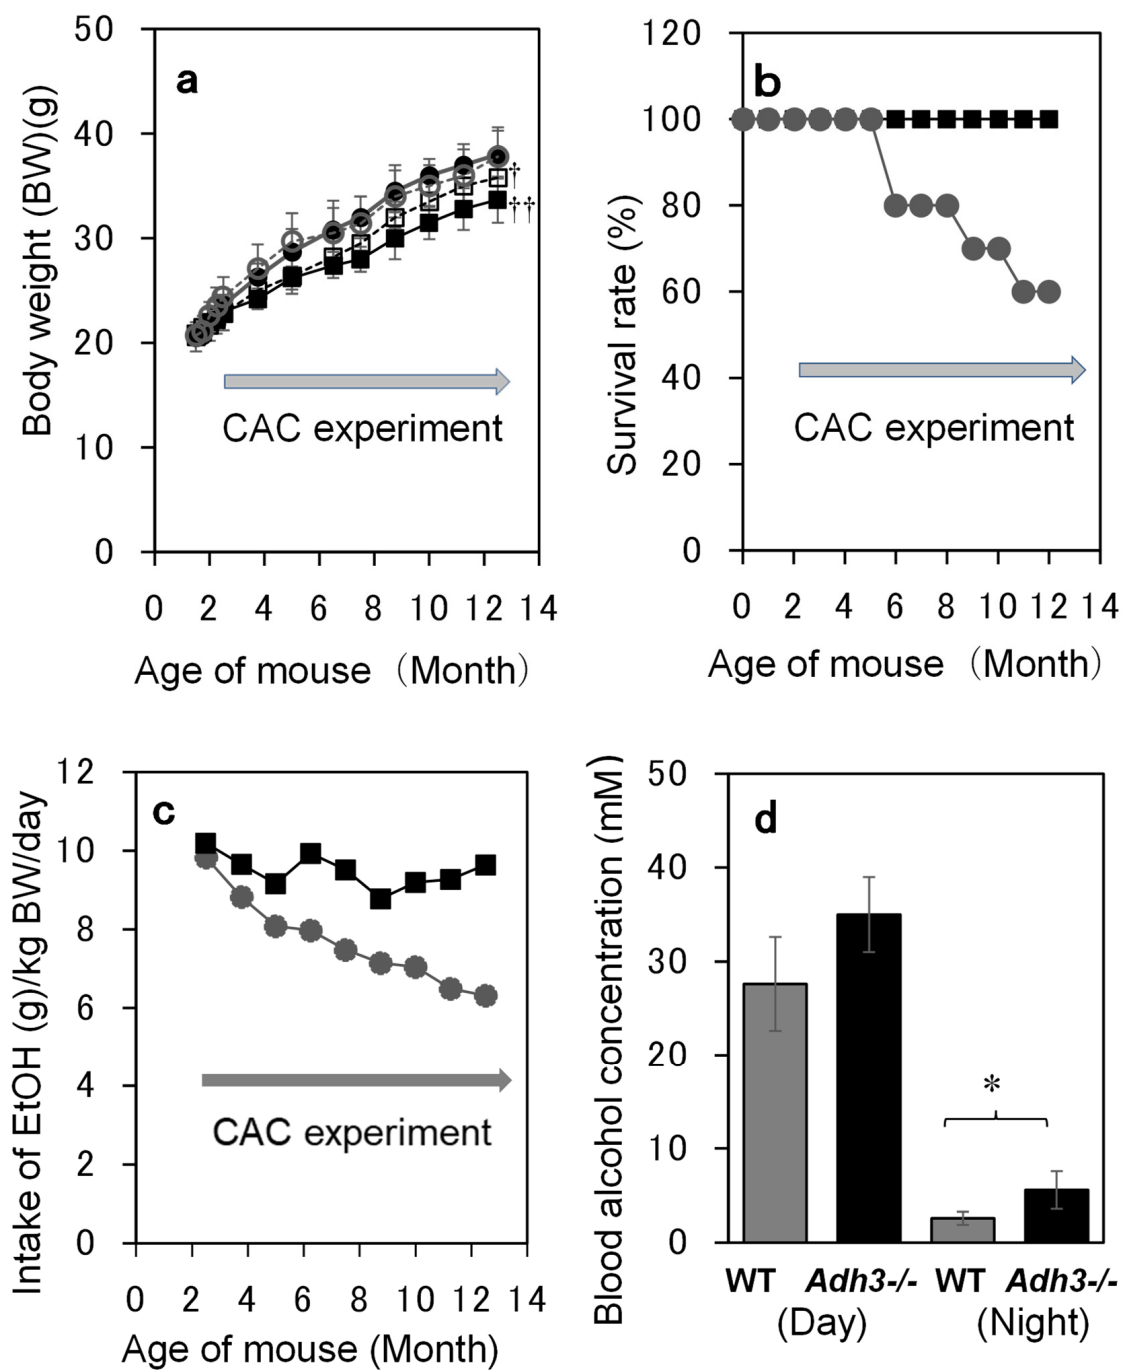 50
40
30
20
10
0
Body weight (BW)(g)
a
†
††
CAC experiment
0 2 4 6 8 10 12 14
Age of mouse（Month）
120
100
80
60
40
20
0
Survival rate (%)
b
CAC experiment
0 2 4 6 8 10 12 14
Age of mouse（Month）
12
10
8
6
4
2
0
Intake of EtOH (g)/kg BW/day
c
CAC experiment
0 2 4 6 8 10 12 14
Age of mouse (Month)
50
40
30
20
10
0
Blood alcohol concentration (mM)
d
*
WT Adh3-/- WT Adh3-/-
(Day) (Night)